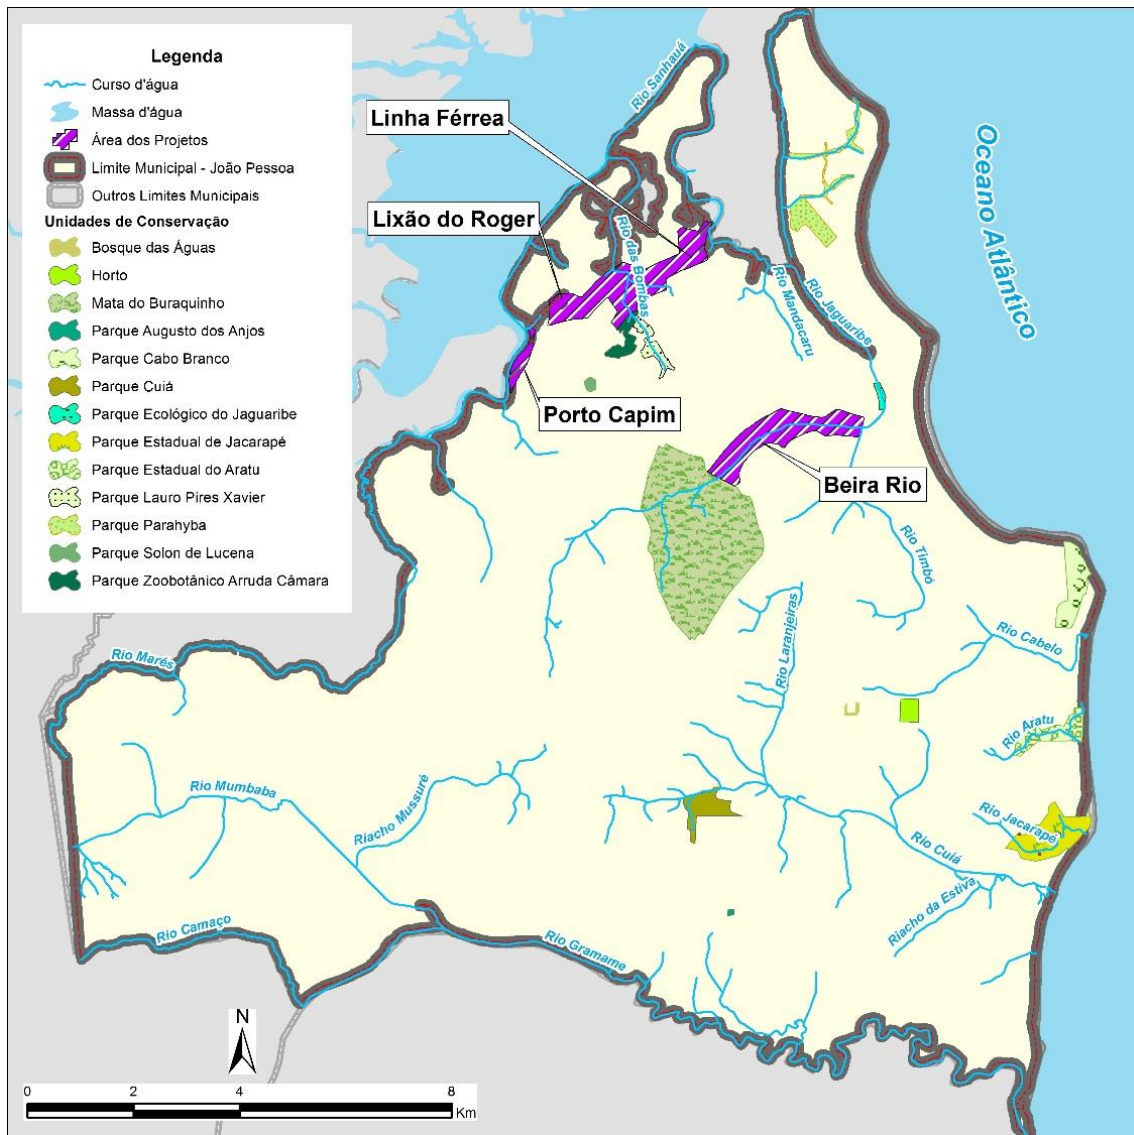 Legenda
Curso d'água
Massa d'água
Área dos Projetos
Limite Municipal - João Pessoa
Outros Limites Municipais
Unidades de Conservação
Bosque das Águas
Horto
Mata do Buraquinho
Parque Augusto dos Anjos
Parque Cabo Branco
Parque Cuiá
Parque Ecológico do Jaguaribe
Parque Estadual de Jacarapé
Parque Estadual do Aratu
Parque Lauro Pires Xavier
Parque Parahyba
Parque Solon de Lucena
Parque Zoobotânico Arruda Câmara
Rio Sanhauá
Linha Férrea
Oceano Atlântico
Lixão do Roger
Rio das Bombas
Rio Mandacaru
Rio Jaguaribe
Porto Capim
Beira Rio
Rio Timbó
Rio Laranjeiras
Rio Cabelo
Rio Marés
Rio Aratu
Rio Mumbaba
Riacho Mussuré
Rio Jacarapé
Rio Cuiá
Riacho da Estiva
Rio Camaço
Rio Gramame
N
0 2 4 8
Km